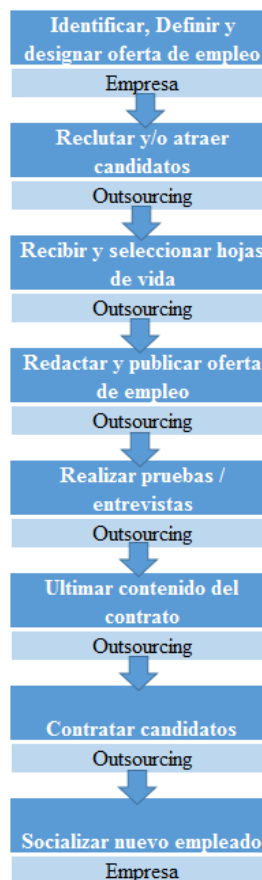 Identificar, Definir y
designar oferta de empleo
Empresa
Reclutar y/o atraer
candidatos
Outsourcing
Recibir y seleccionar hojas
de vida
Outsourcing
Redactar y publicar oferta
de empleo
Outsourcing
Realizar pruebas /
entrevistas
Outsourcing
Ultimar contenido del
contrato
Outsourcing
Contratar candidatos
Outsourcing
Socializar nuevo empleado
Empresa